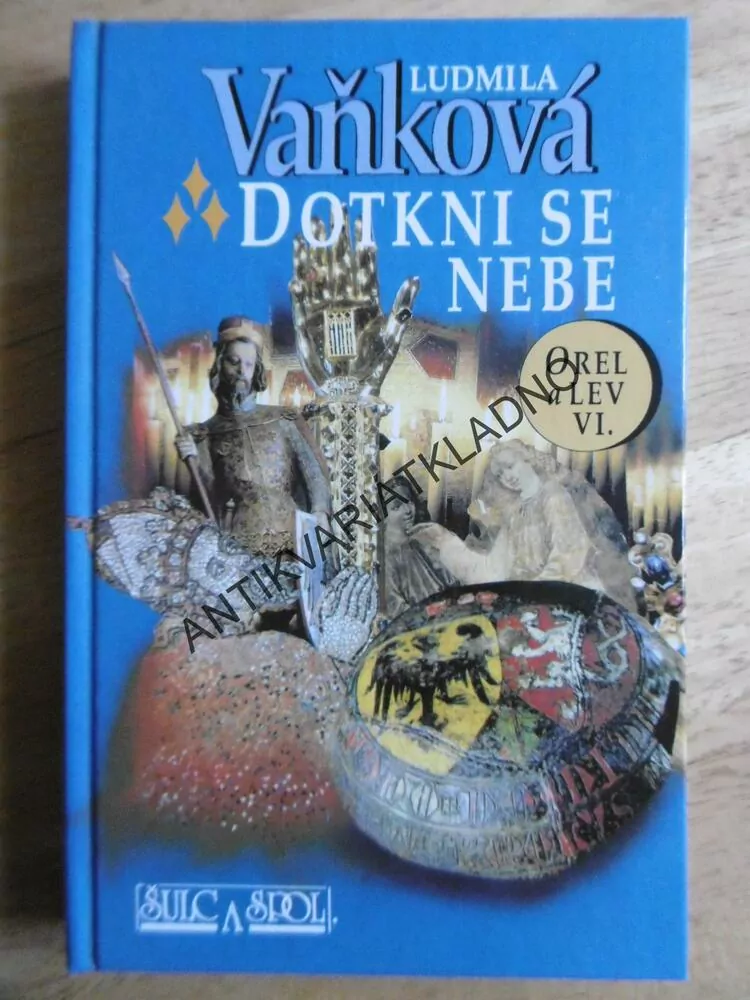 LUDMILA
Vaňková
DOTKNI SE
NEBE
OREL
a LEV
VI.
ANTIKVARIATKLADNO
ŠULC A SPOL.